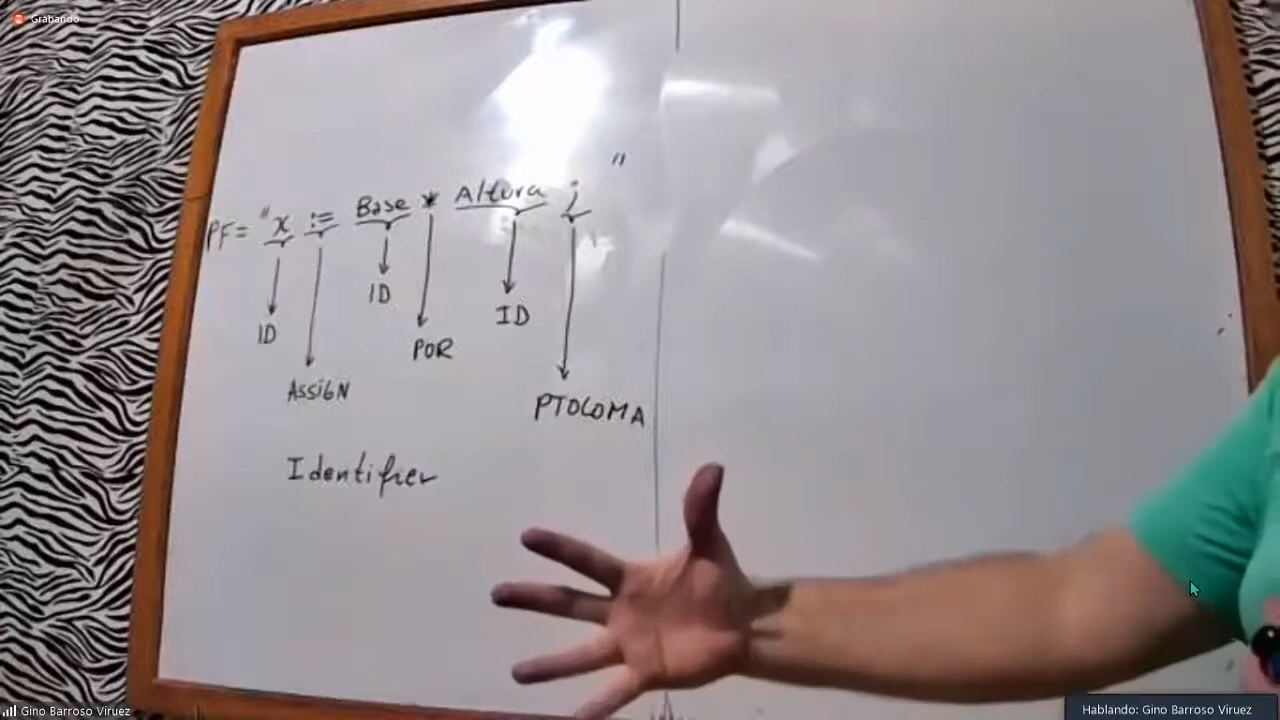 Grabando
PF= "x := Base * Altura ; "
ID
ID
ID
POR
ASSIGN
PTOCOMA
Identifier
Gino Barroso Viruez
Hablando: Gino Barroso Viruez